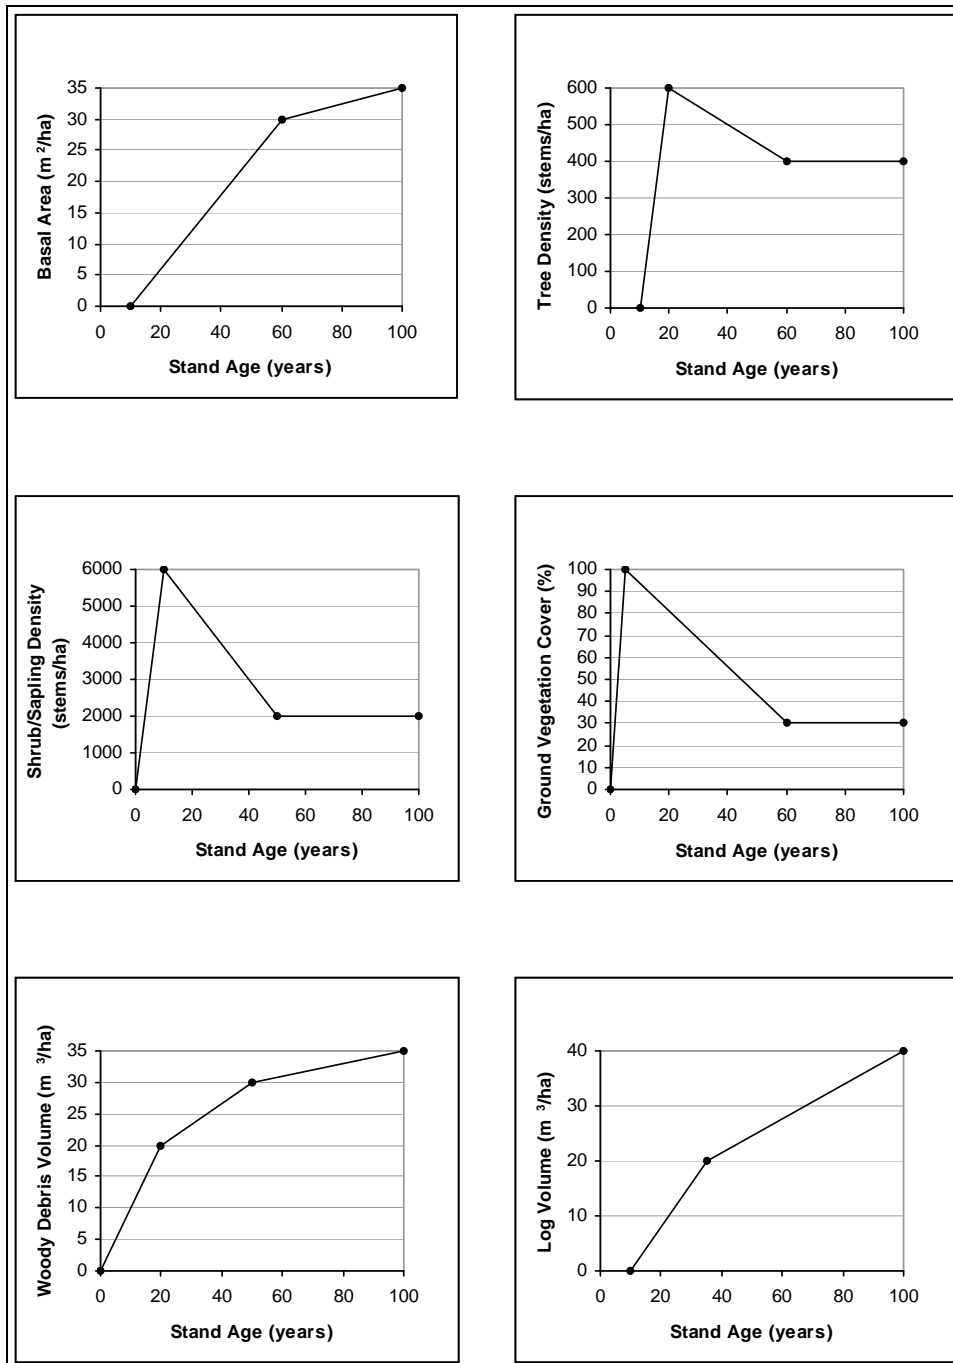 Basal Area (m²/ha)
35
30
25
20
15
10
5
0
0 20 40 60 80 100
Stand Age (years)
Tree Density (stems/ha)
600
500
400
300
200
100
0
0 20 40 60 80 100
Stand Age (years)
Shrub/Sapling Density
(stems/ha)
6000
5000
4000
3000
2000
1000
0
0 20 40 60 80 100
Stand Age (years)
Ground Vegetation Cover (%)
100
90
80
70
60
50
40
30
20
10
0
0 20 40 60 80 100
Stand Age (years)
Woody Debris Volume (m ³/ha)
35
30
25
20
15
10
5
0
0 20 40 60 80 100
Stand Age (years)
Log Volume (m ³/ha)
40
30
20
10
0
0 20 40 60 80 100
Stand Age (years)